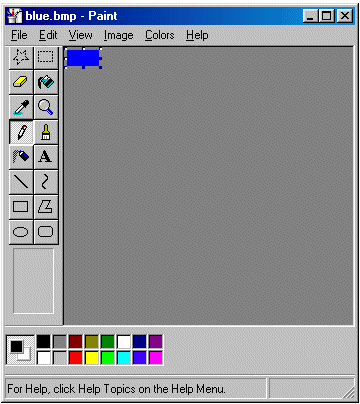 blue.bmp - Paint
File Edit View Image Colors Help
A
For Help, click Help Topics on the Help Menu.